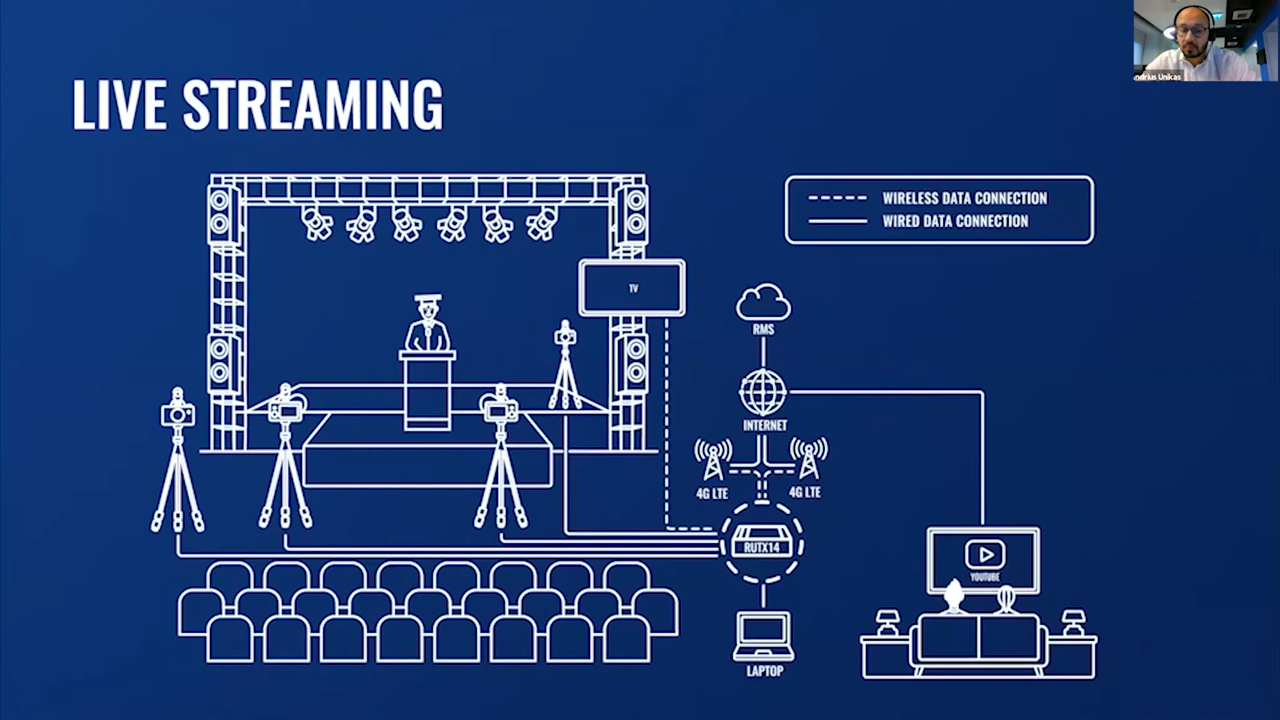 LIVE STREAMING
WIRELESS DATA CONNECTION
WIRED DATA CONNECTION
TV
RMS
INTERNET
4G LTE
4G LTE
RUTX14
YOUTUBE
LAPTOP
ndrius Unikas